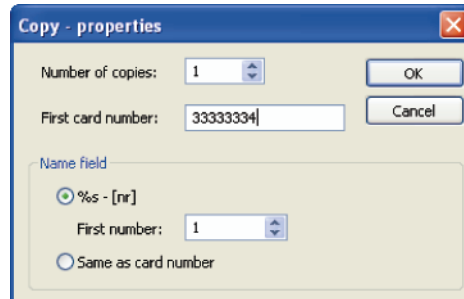 Copy - properties
Number of copies: 1 OK
First card number: 33333334 Cancel
Name field
%s - [nr]
First number: 1
Same as card number